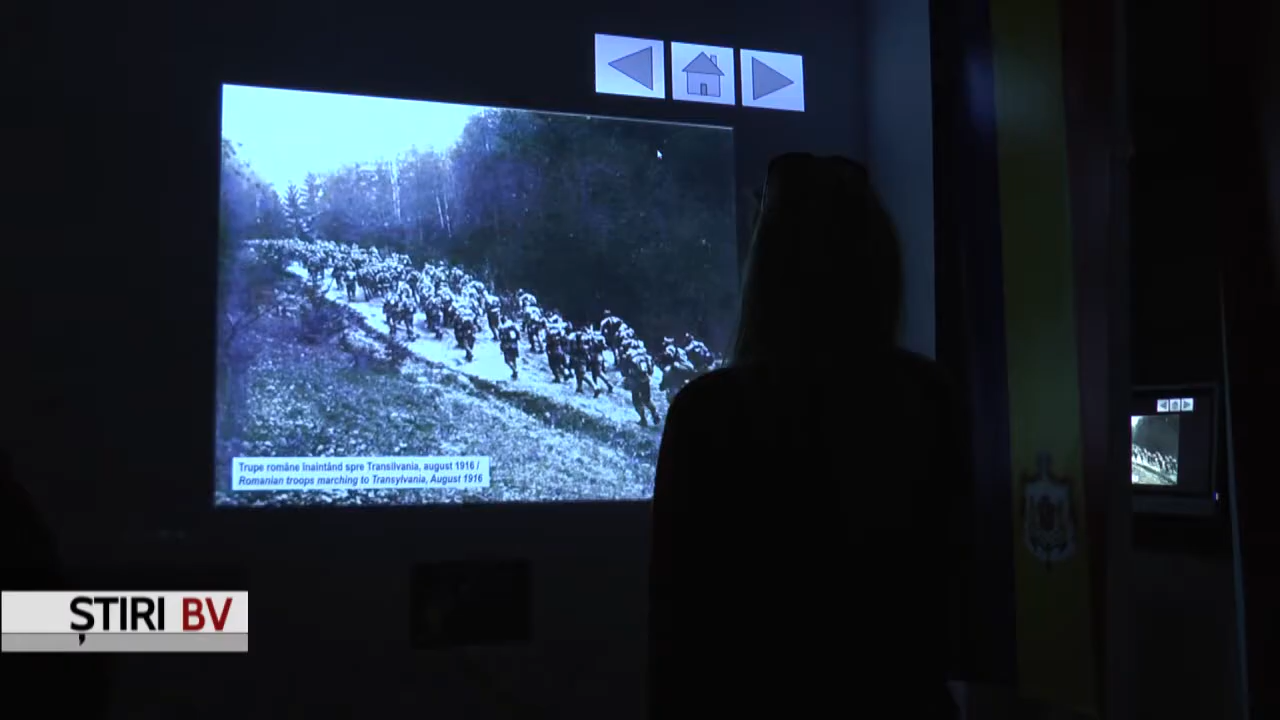 Trupe române înaintând spre Transilvania, august 1916 /
Romanian troops marching to Transylvania, August 1916
ȘTIRI BV